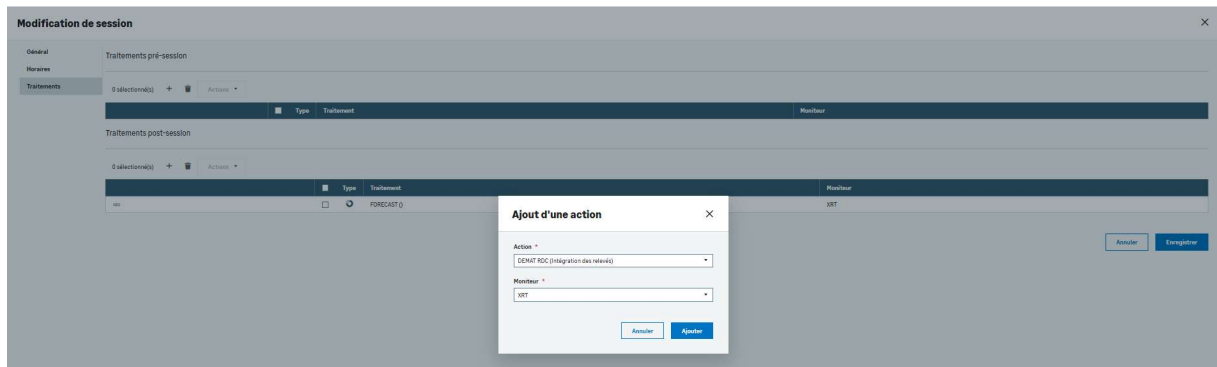 Modification de session
Général
Horaires
Traitements
Traitements pré-session
0 sélectionné(s) Actions
Type Traitement Moniteur
Traitements post-session
0 sélectionné(s) Actions
Type Traitement Moniteur
FORECAST () XRT
Annuler Enregistrer
Ajout d'une action
Action *
DEMAT RDC (Intégration des relevés)
Moniteur *
XRT
Annuler Ajouter